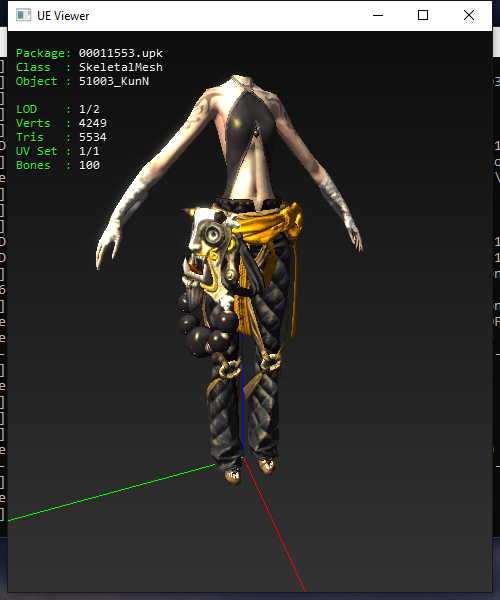 UE Viewer
Package: 00011553.upk
Class : SkeletalMesh
Object : 51003_KunN
LOD : 1/2
Verts : 4249
Tris : 5534
UV Set : 1/1
Bones : 100